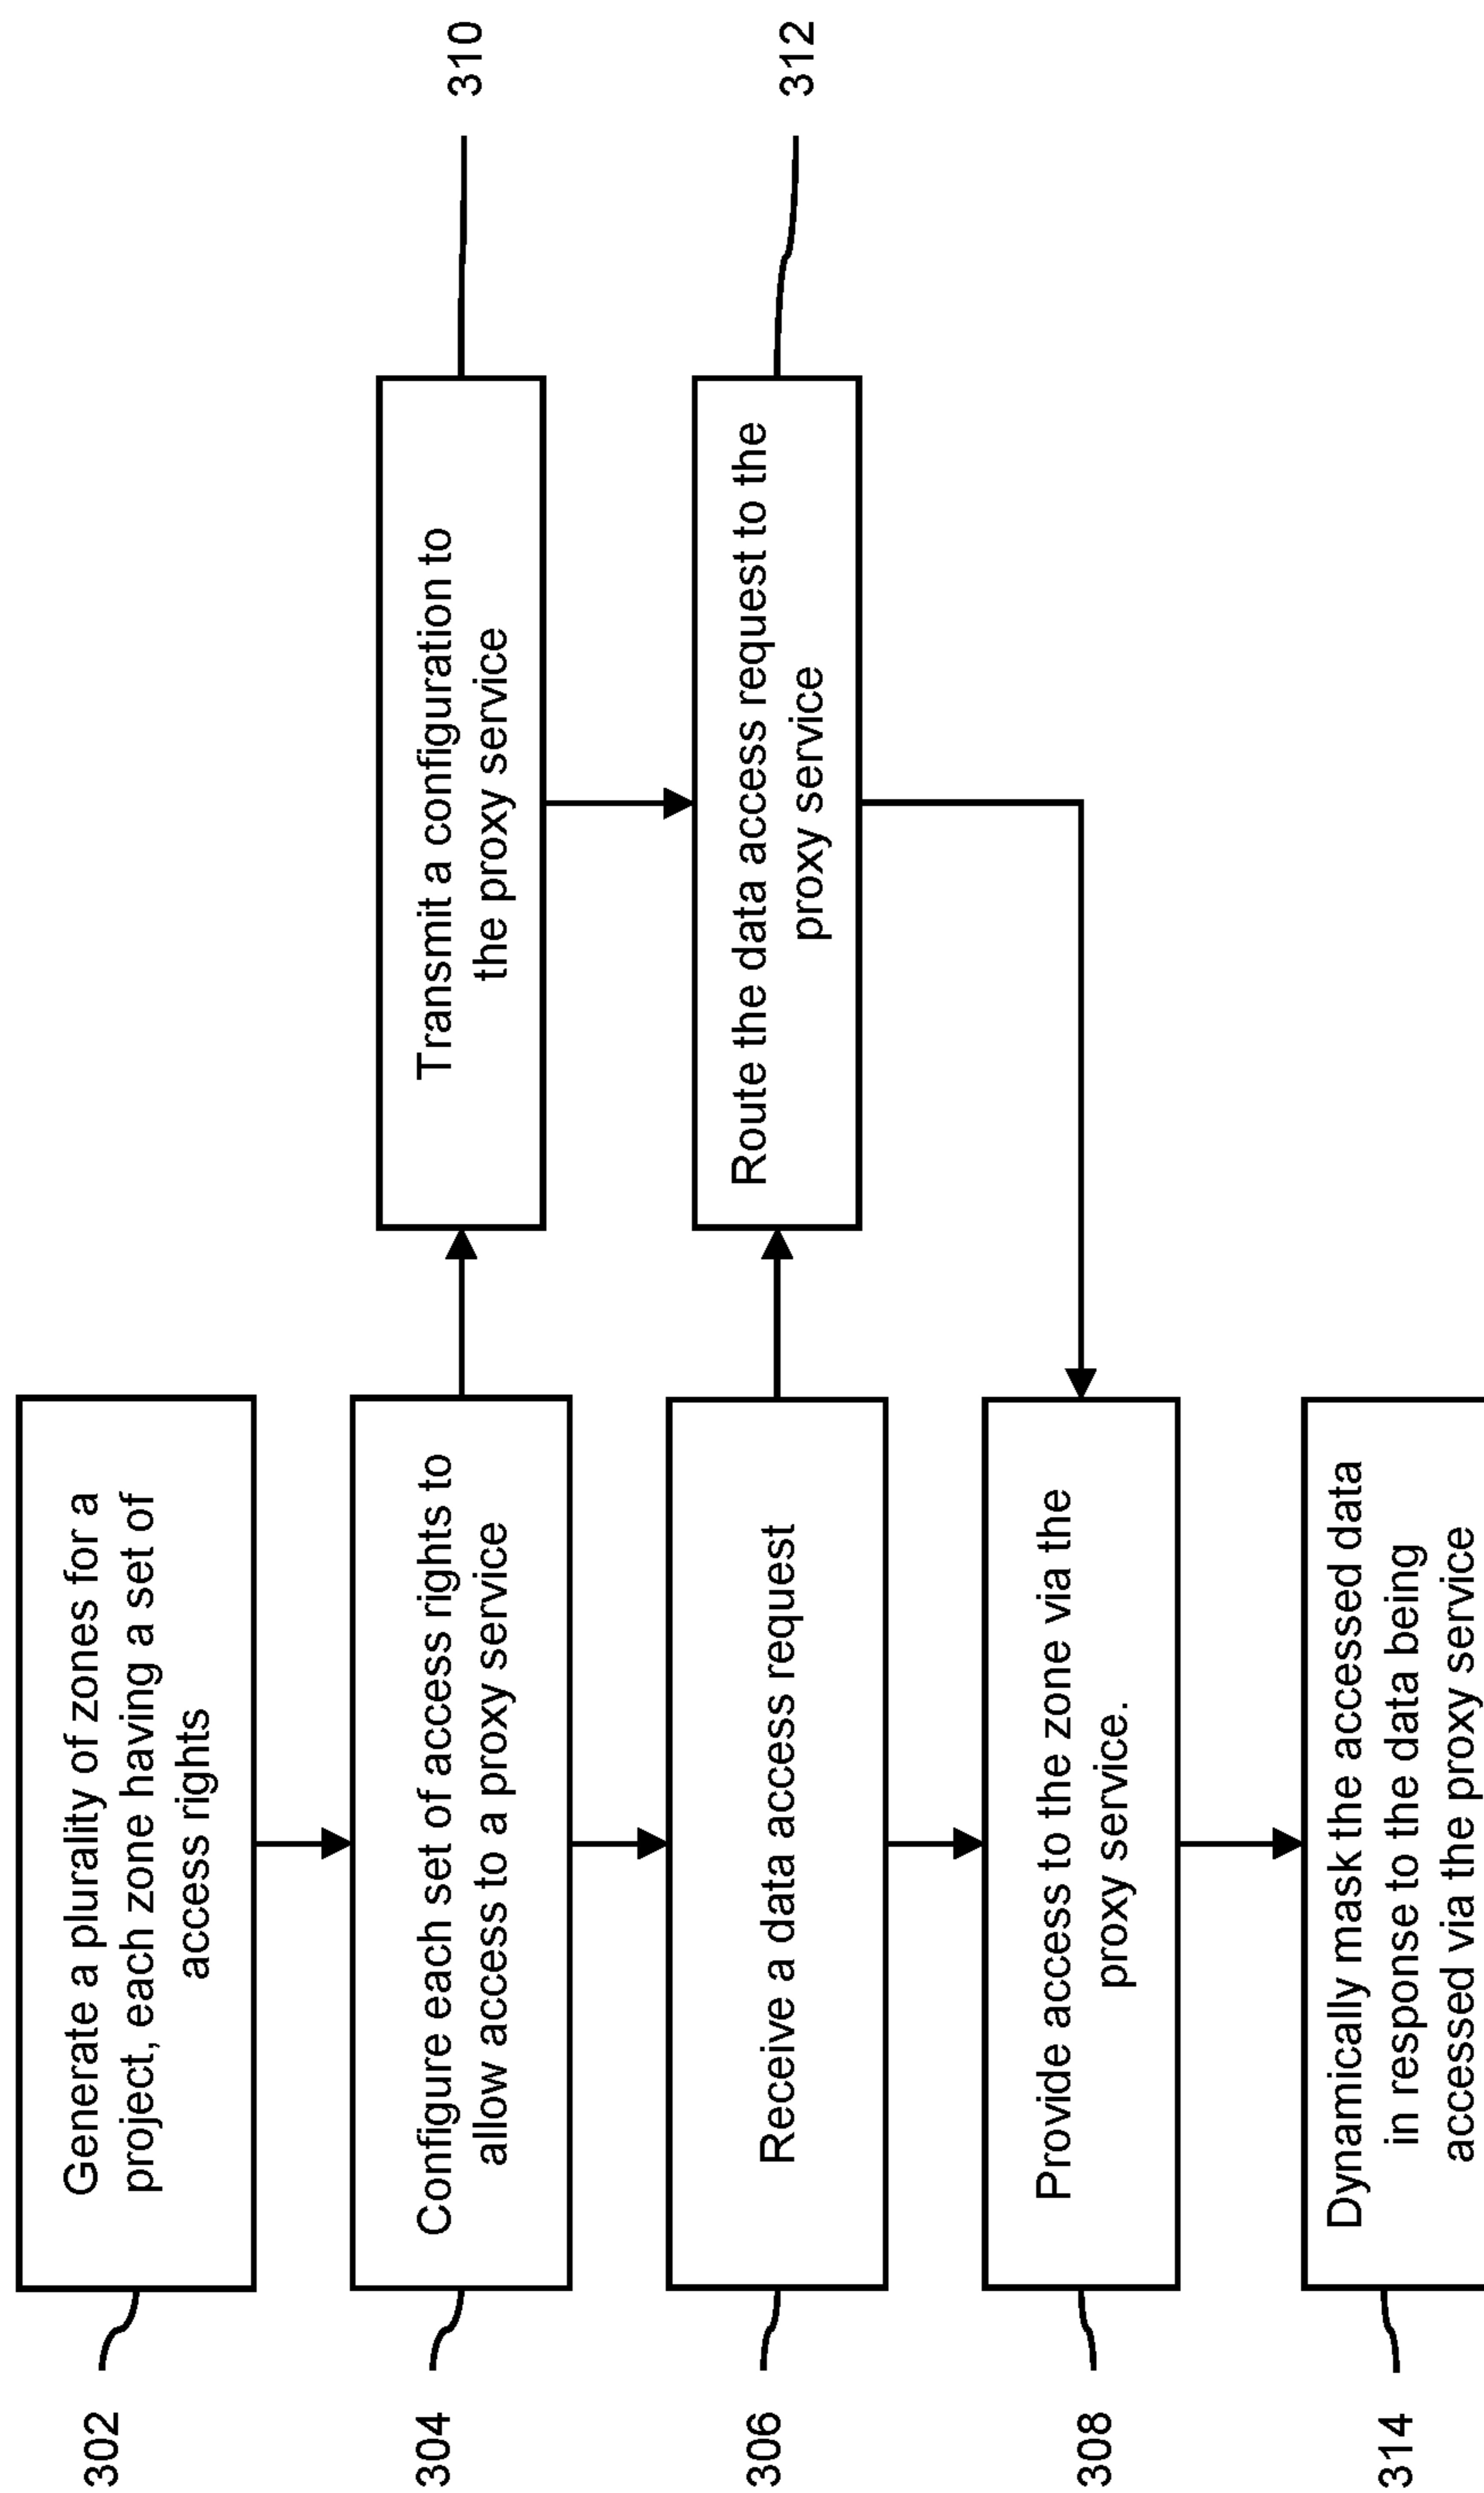 302
Generate a plurality of zones for a
project, each zone having a set of
access rights
304
Configure each set of access rights to
allow access to a proxy service
Transmit a configuration to
the proxy service
310
306
Receive a data access request
Route the data access request to the
proxy service
312
308
Provide access to the zone via the
proxy service.
314
Dynamically mask the accessed data
in response to the data being
accessed via the proxy service